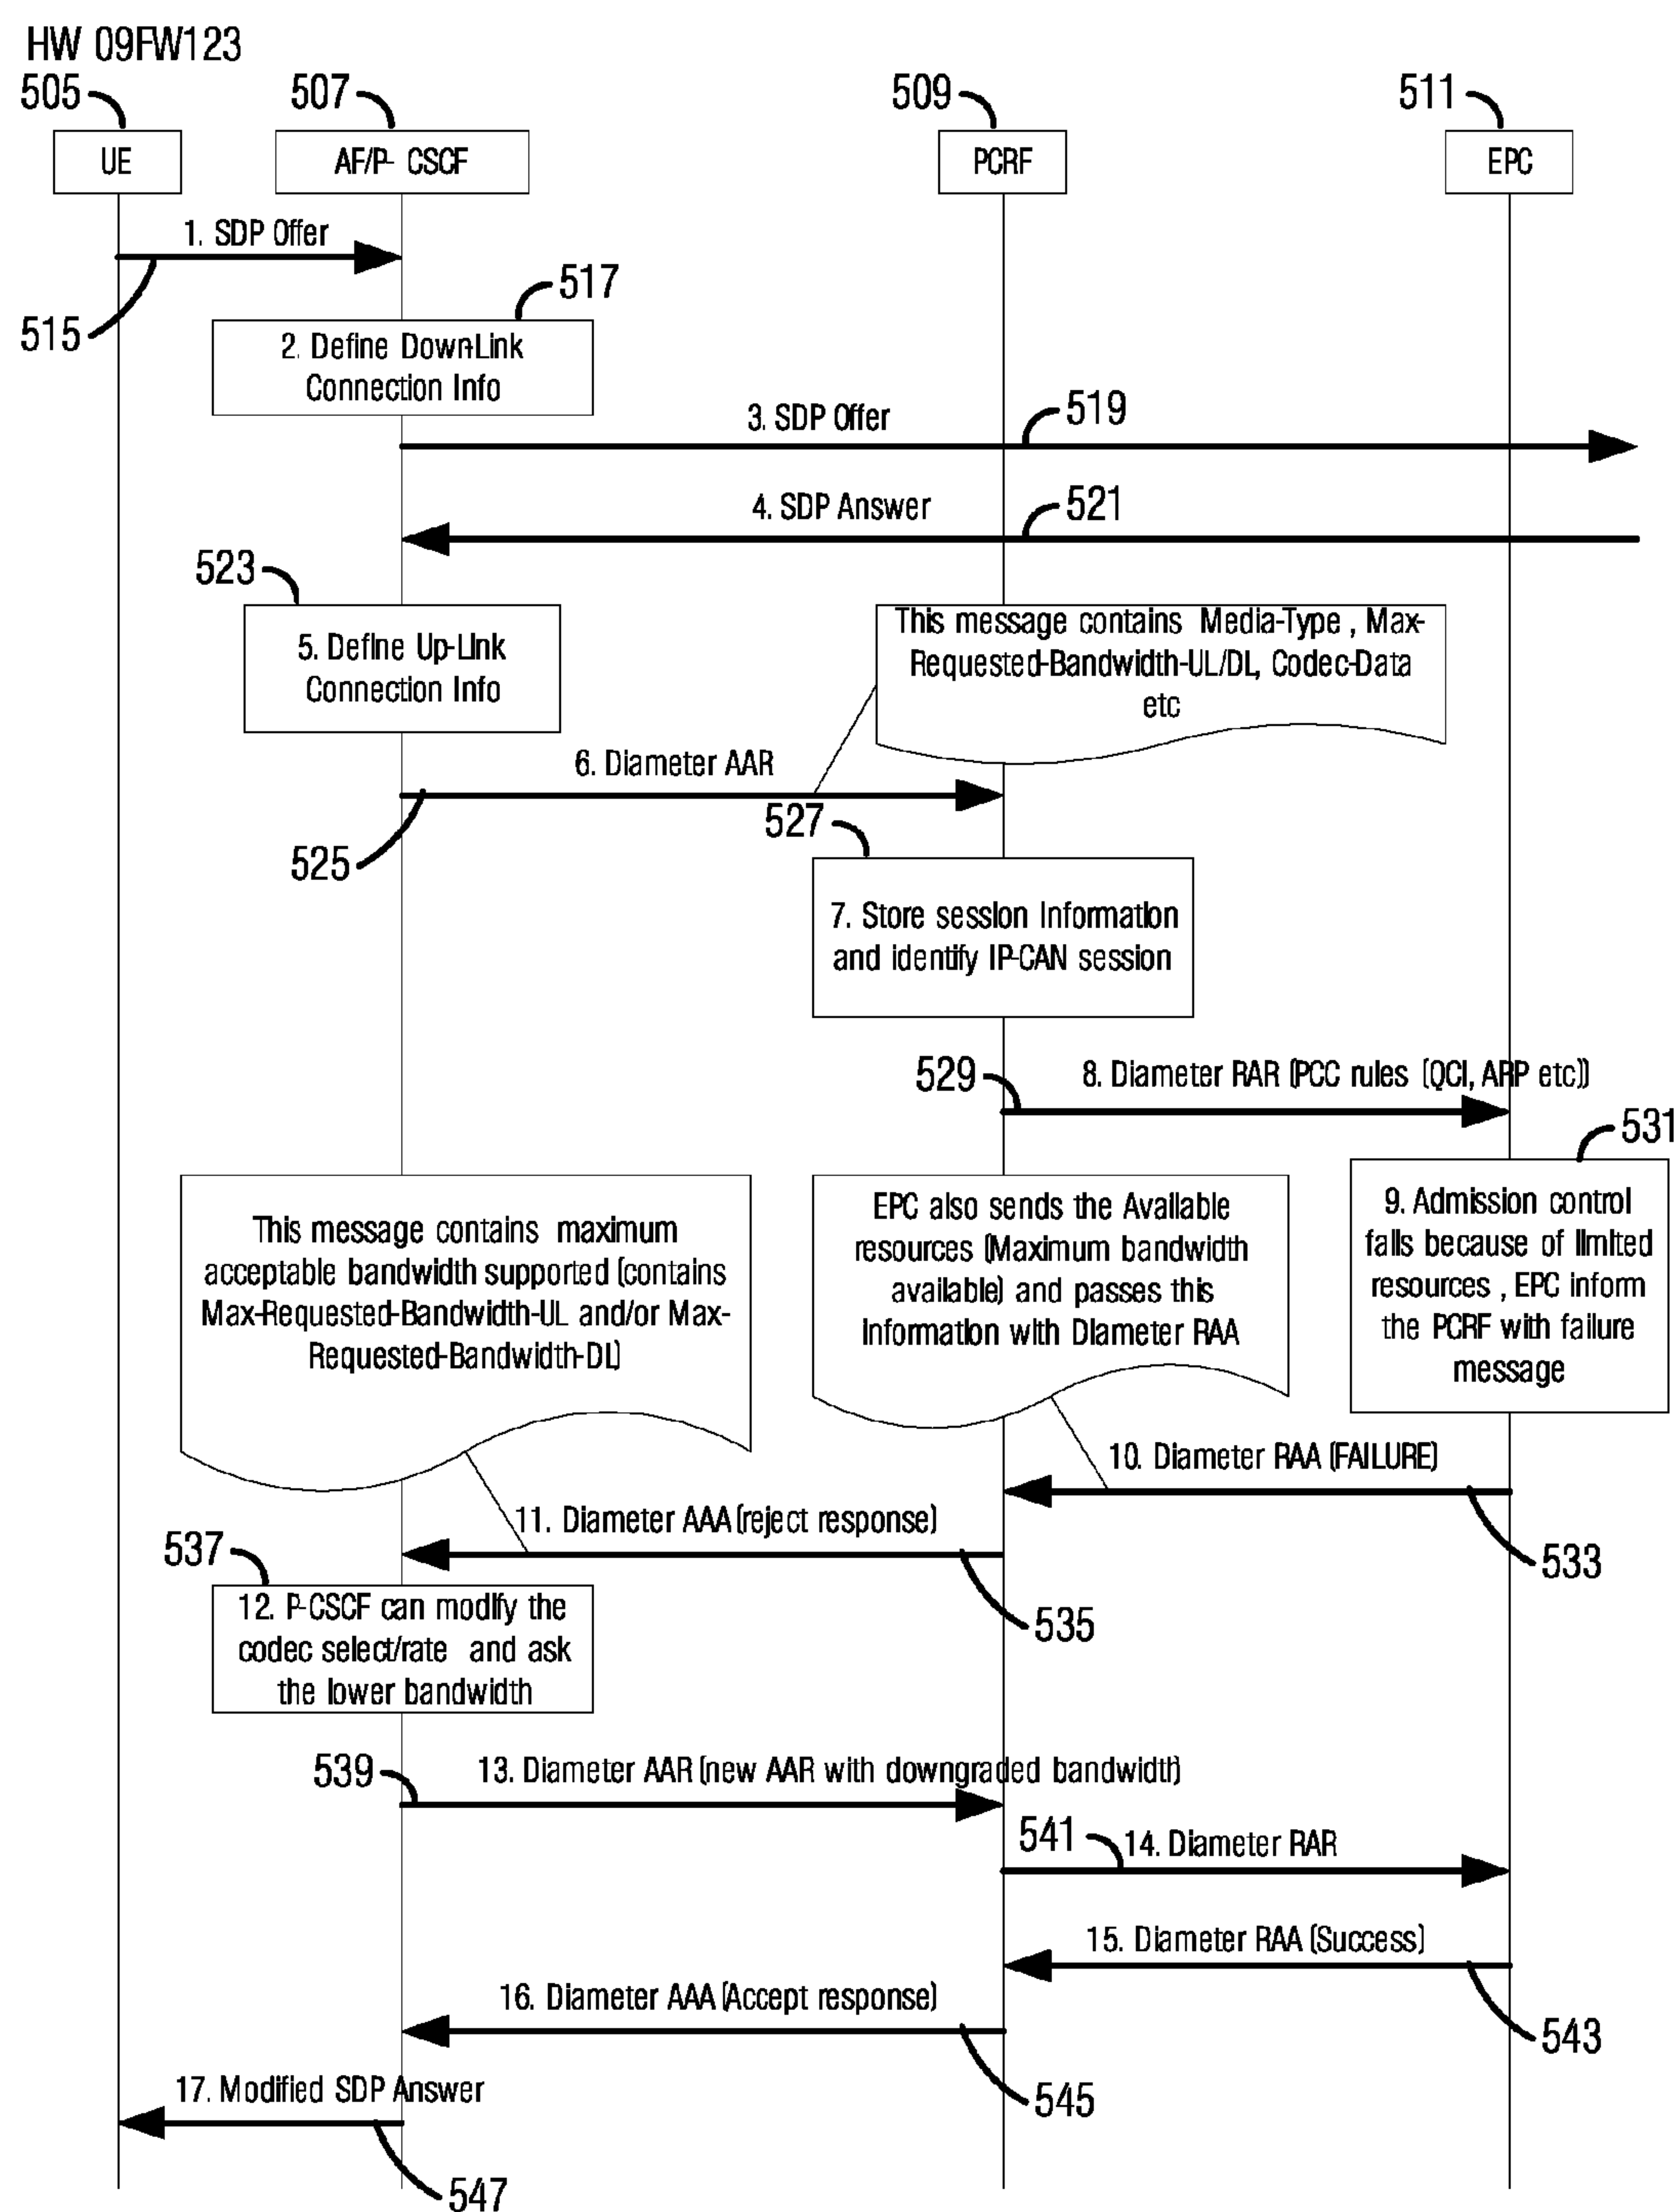 HW 09FW123
505
507
509
511
UE
AF/P- CSCF
PCRF
EPC
1. SDP Offer
515
517
2. Define Down-Link
Connection Info
3. SDP Offer
519
4. SDP Answer
521
523
5. Define Up-Link
Connection Info
This message contains Media-Type , Max-
Requested-Bandwidth-UL/DL, Codec-Data
etc
6. Diameter AAR
525
527
7. Store session Information
and identify IP-CAN session
529
8. Diameter RAR (PCC rules (QCI, ARP etc))
531
9. Admission control
fails because of limited
resources , EPC inform
the PCRF with failure
message
This message contains maximum
acceptable bandwidth supported (contains
Max-Requested-Bandwidth-UL and/or Max-
Requested-Bandwidth-DL)
EPC also sends the Available
resources (Maximum bandwidth
available) and passes this
information with Diameter RAA
10. Diameter RAA (FAILURE)
533
11. Diameter AAA (reject response)
535
537
12. P-CSCF can modify the
codec select/rate and ask
the lower bandwidth
539
13. Diameter AAR (new AAR with downgraded bandwidth)
541
14. Diameter RAR
15. Diameter RAA (Success)
543
16. Diameter AAA (Accept response)
545
17. Modified SDP Answer
547